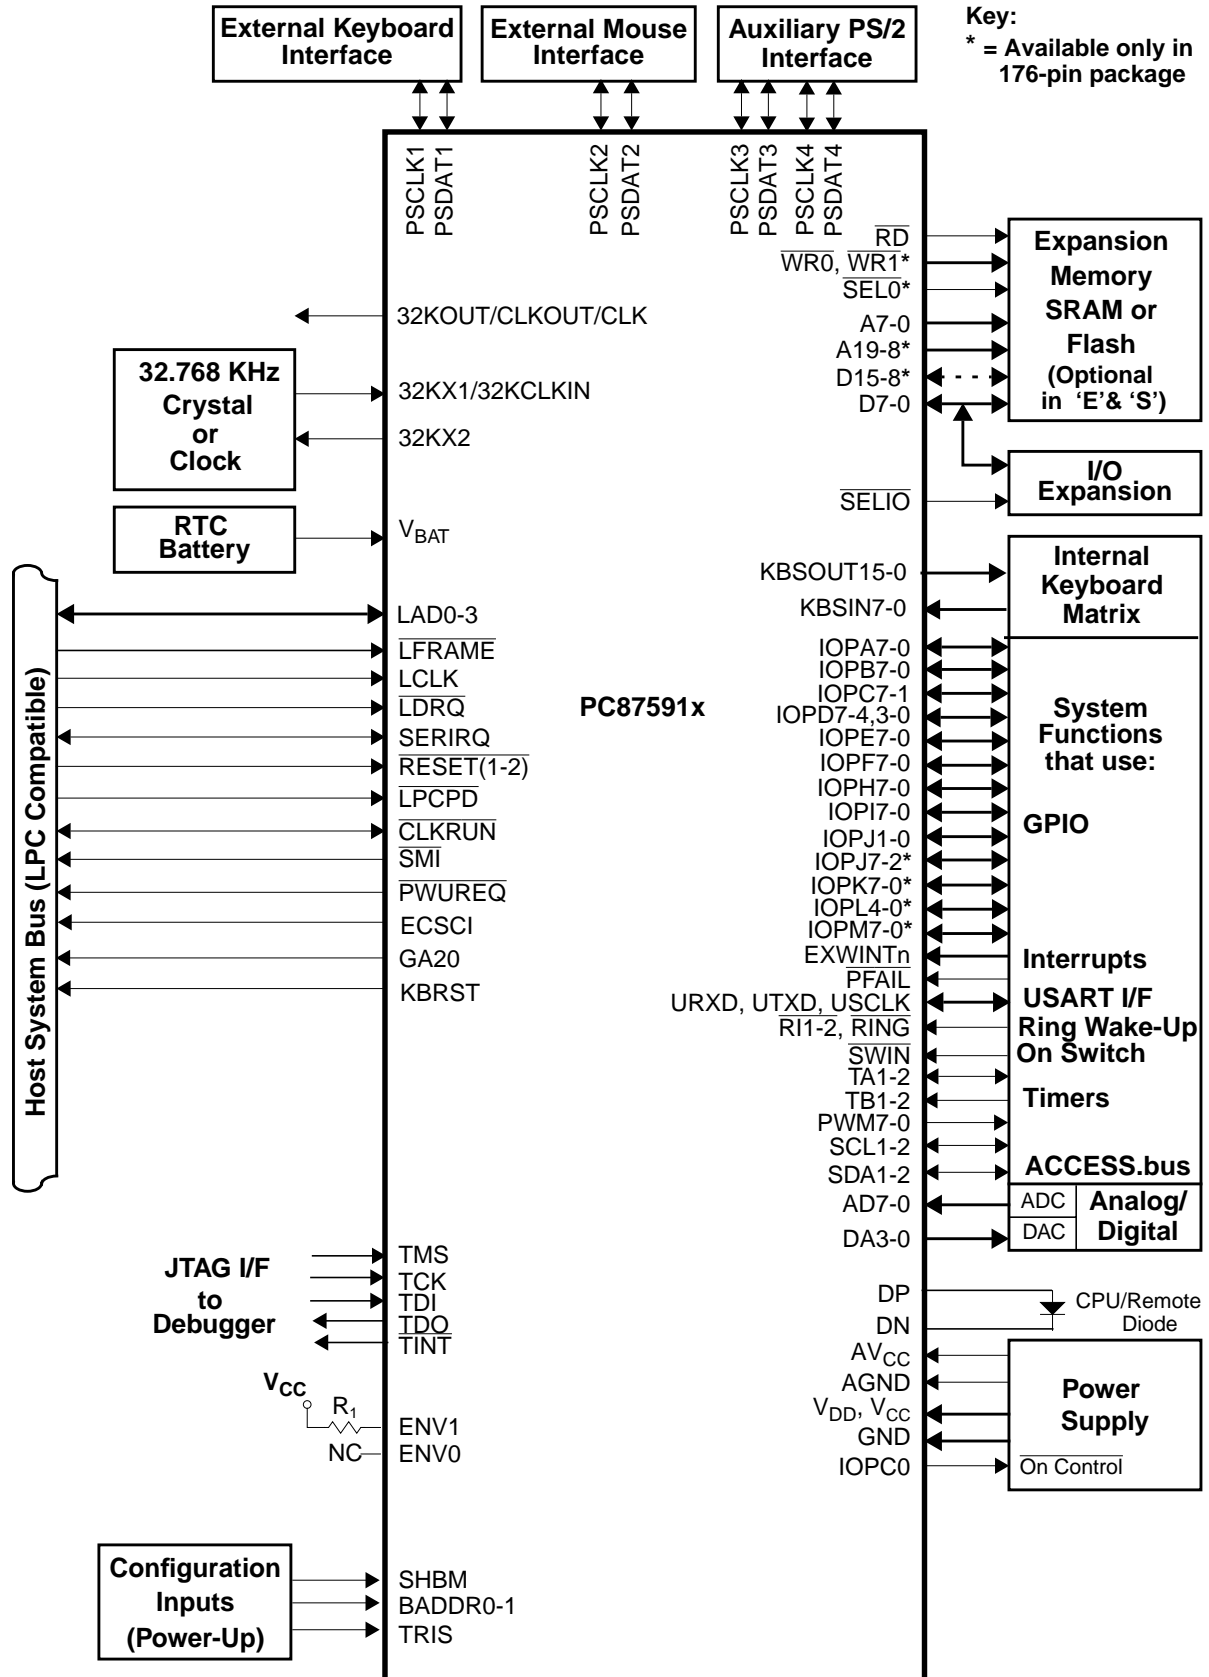 External Keyboard
Interface
External Mouse
Interface
Auxiliary PS/2
Interface
Key:
* = Available only in
176-pin package
PSCLK1
PSDAT1
PSCLK2
PSDAT2
PSCLK3
PSDAT3
PSCLK4
PSDAT4
RD
WR0, WR1*
SEL0*
A7-0
A19-8*
D15-8*
D7-0
Expansion
Memory
SRAM or
Flash
(Optional
in ‘E’& ‘S’)
SELIO
I/O
Expansion
32KOUT/CLKOUT/CLK
32.768 KHz
Crystal
or
Clock
32KX1/32KCLKIN
32KX2
RTC
Battery
VBAT
Host System Bus (LPC Compatible)
LAD0-3
LFRAME
LCLK
LDRQ
SERIRQ
RESET(1-2)
LPCPD
CLKRUN
SMI
PWUREQ
ECSCI
GA20
KBRST
PC87591x
KBSOUT15-0
KBSIN7-0
Internal
Keyboard
Matrix
IOPA7-0
IOPB7-0
IOPC7-1
IOPD7-4,3-0
IOPE7-0
IOPF7-0
IOPH7-0
IOPI7-0
IOPJ1-0
IOPJ7-2*
IOPK7-0*
IOPL4-0*
IOPM7-0*
EXWINTn
PFAIL
URXD, UTXD, USCLK
RI1-2, RING
SWIN
TA1-2
TB1-2
PWM7-0
SCL1-2
SDA1-2
AD7-0
DA3-0
System
Functions
that use:
GPIO
Interrupts
USART I/F
Ring Wake-Up
On Switch
Timers
ACCESS.bus
ADC
DAC
Analog/
Digital
JTAG I/F
to
Debugger
TMS
TCK
TDI
TDO
TINT
DP
DN
CPU/Remote
Diode
AVCC
AGND
VDD, VCC
GND
IOPC0
Power
Supply
On Control
VCC
R1
ENV1
NC
ENV0
Configuration
Inputs
(Power-Up)
SHBM
BADDR0-1
TRIS